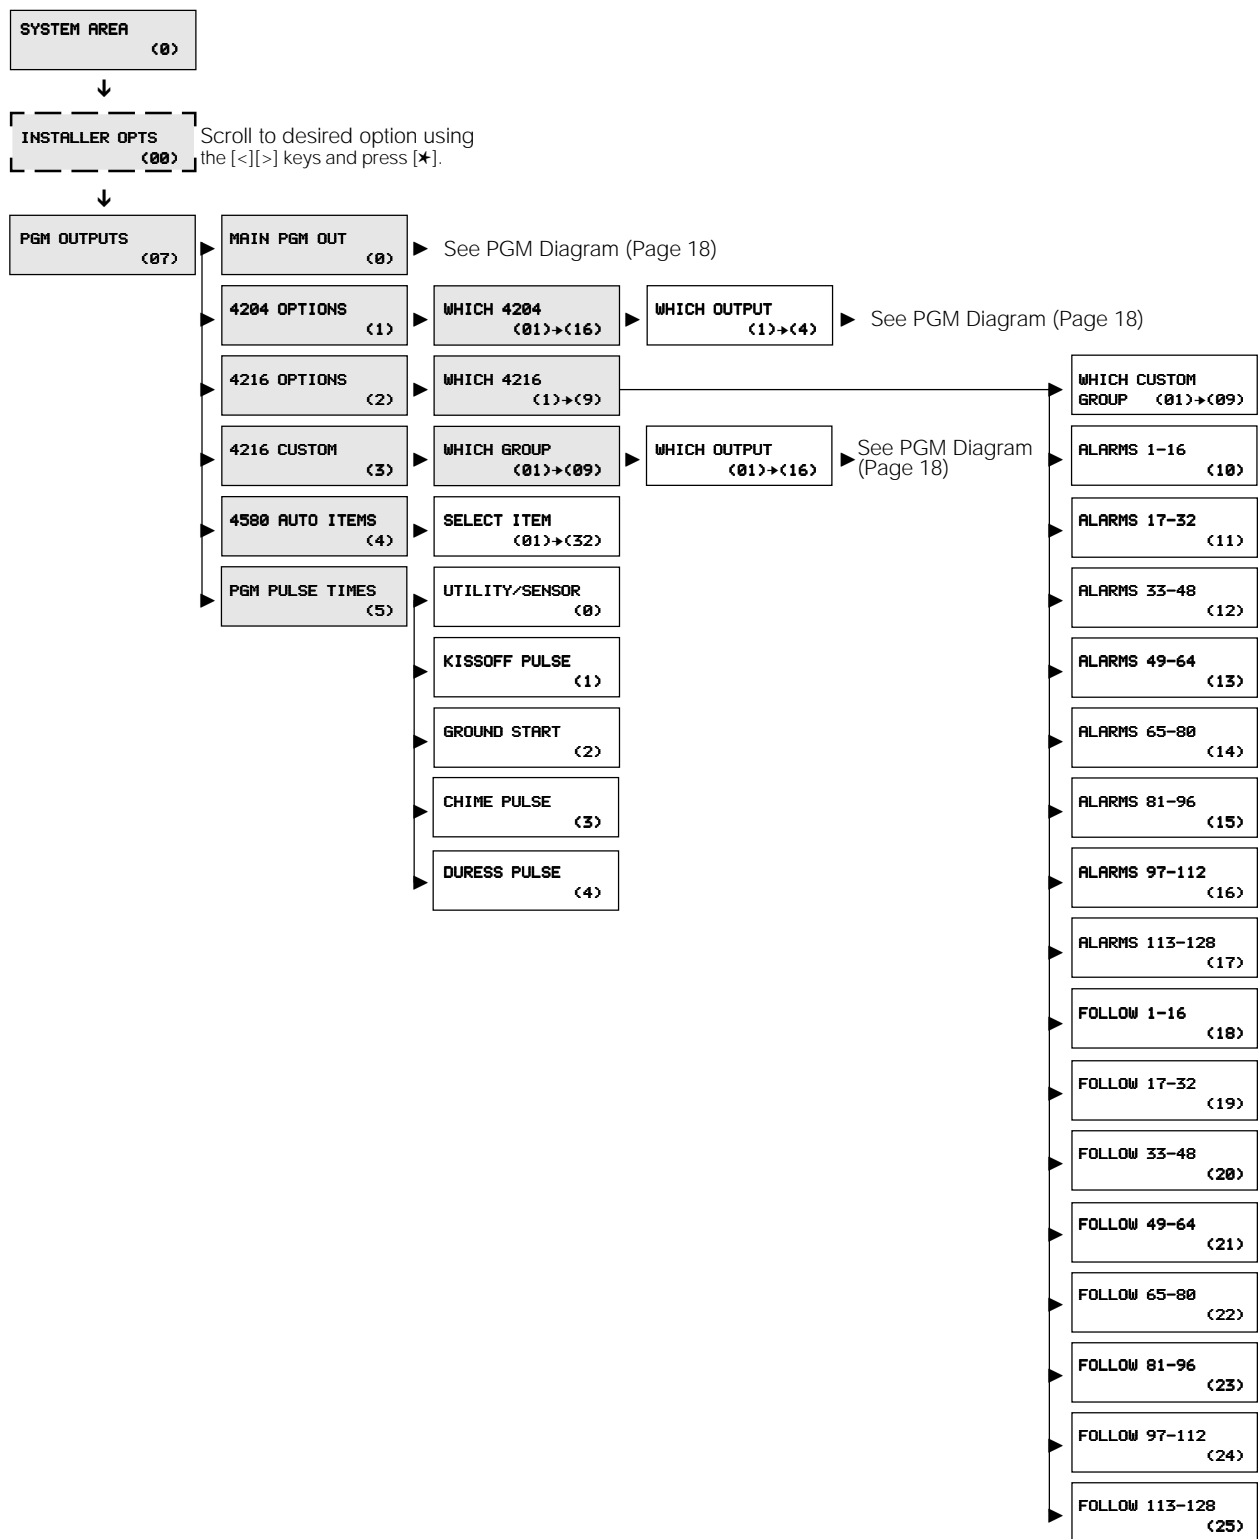 SYSTEM AREA
(0)
INSTALLER OPTS
(00)
Scroll to desired option using
the [<][>] keys and press [★].
PGM OUTPUTS
(07)
MAIN PGM OUT
(0)
See PGM Diagram (Page 18)
4204 OPTIONS
(1)
WHICH 4204
(01)→(16)
WHICH OUTPUT
(1)→(4)
See PGM Diagram (Page 18)
4216 OPTIONS
(2)
WHICH 4216
(1)→(9)
WHICH CUSTOM
GROUP (01)→(09)
4216 CUSTOM
(3)
WHICH GROUP
(01)→(09)
WHICH OUTPUT
(01)→(16)
See PGM Diagram
(Page 18)
ALARMS 1-16
(10)
4580 AUTO ITEMS
(4)
SELECT ITEM
(01)→(32)
ALARMS 17-32
(11)
PGM PULSE TIMES
(5)
UTILITY/SENSOR
(0)
ALARMS 33-48
(12)
KISSOFF PULSE
(1)
ALARMS 49-64
(13)
GROUND START
(2)
ALARMS 65-80
(14)
CHIME PULSE
(3)
ALARMS 81-96
(15)
DURESS PULSE
(4)
ALARMS 97-112
(16)
ALARMS 113-128
(17)
FOLLOW 1-16
(18)
FOLLOW 17-32
(19)
FOLLOW 33-48
(20)
FOLLOW 49-64
(21)
FOLLOW 65-80
(22)
FOLLOW 81-96
(23)
FOLLOW 97-112
(24)
FOLLOW 113-128
(25)